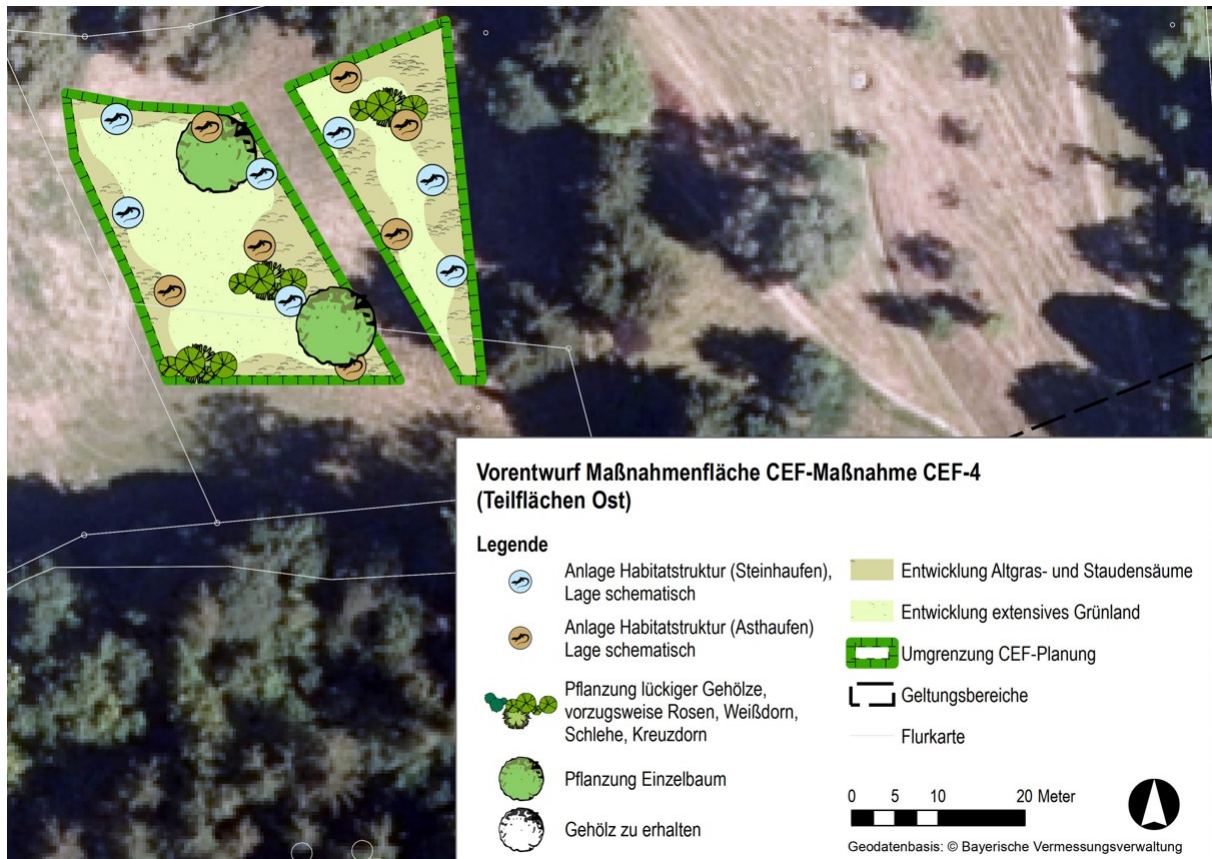 Vorentwurf Maßnahmenfläche CEF-Maßnahme CEF-4
(Teilflächen Ost)
Legende
Anlage Habitatstruktur (Steinhaufen),
Lage schematisch
Anlage Habitatstruktur (Asthaufen)
Lage schematisch
Pflanzung lückiger Gehölze,
vorzugsweise Rosen, Weißdorn,
Schlehe, Kreuzdorn
Pflanzung Einzelbaum
Gehölz zu erhalten
Entwicklung Altgras- und Staudensäume
Entwicklung extensives Grünland
Umgrenzung CEF-Planung
Geltungsbereiche
Flurkarte
0 5 10 20 Meter
Geodatenbasis: © Bayerische Vermessungsverwaltung